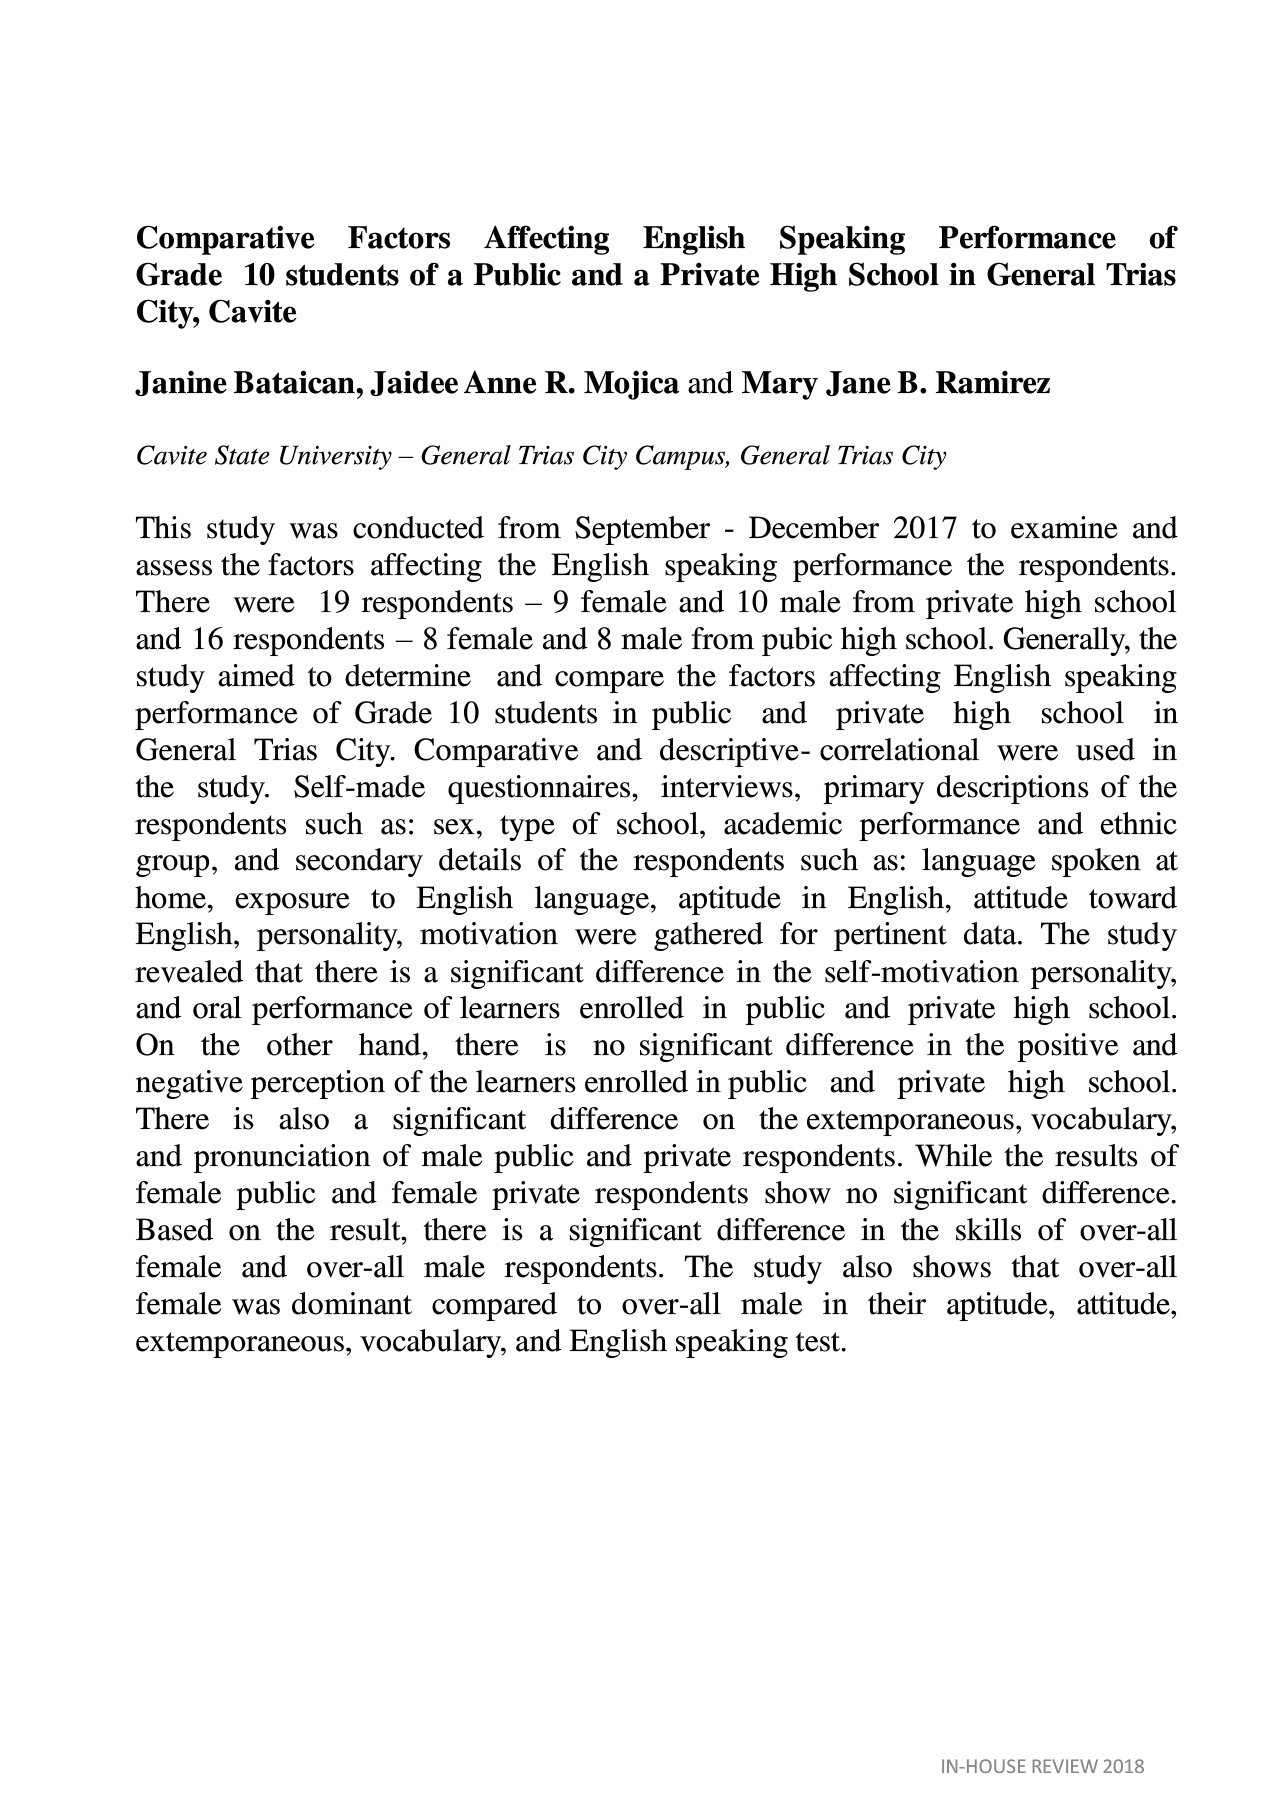 Comparative Factors Affecting English Speaking Performance of
Grade 10 students of a Public and a Private High School in General Trias
City, Cavite
Janine Bataican, Jaidee Anne R. Mojica and Mary Jane B. Ramirez
Cavite State University – General Trias City Campus, General Trias City
This study was conducted from September - December 2017 to examine and
assess the factors affecting the English speaking performance the respondents.
There were 19 respondents – 9 female and 10 male from private high school
and 16 respondents – 8 female and 8 male from pubic high school. Generally, the
study aimed to determine and compare the factors affecting English speaking
performance of Grade 10 students in public and private high school in
General Trias City. Comparative and descriptive- correlational were used in
the study. Self-made questionnaires, interviews, primary descriptions of the
respondents such as: sex, type of school, academic performance and ethnic
group, and secondary details of the respondents such as: language spoken at
home, exposure to English language, aptitude in English, attitude toward
English, personality, motivation were gathered for pertinent data. The study
revealed that there is a significant difference in the self-motivation personality,
and oral performance of learners enrolled in public and private high school.
On the other hand, there is no significant difference in the positive and
negative perception of the learners enrolled in public and private high school.
There is also a significant difference on the extemporaneous, vocabulary,
and pronunciation of male public and private respondents. While the results of
female public and female private respondents show no significant difference.
Based on the result, there is a significant difference in the skills of over-all
female and over-all male respondents. The study also shows that over-all
female was dominant compared to over-all male in their aptitude, attitude,
extemporaneous, vocabulary, and English speaking test.
IN-HOUSE REVIEW 2018